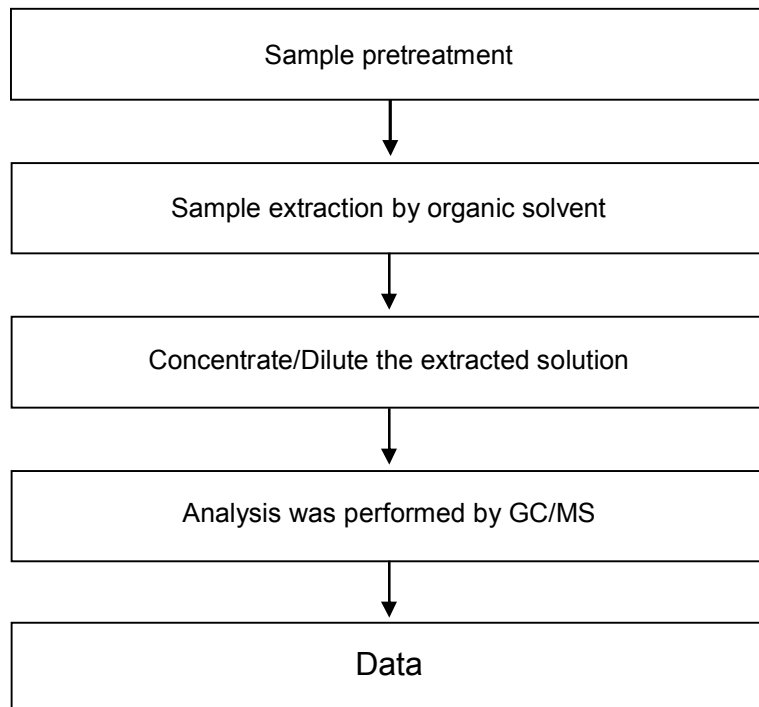 Sample pretreatment
Sample extraction by organic solvent
Concentrate/Dilute the extracted solution
Analysis was performed by GC/MS
Data